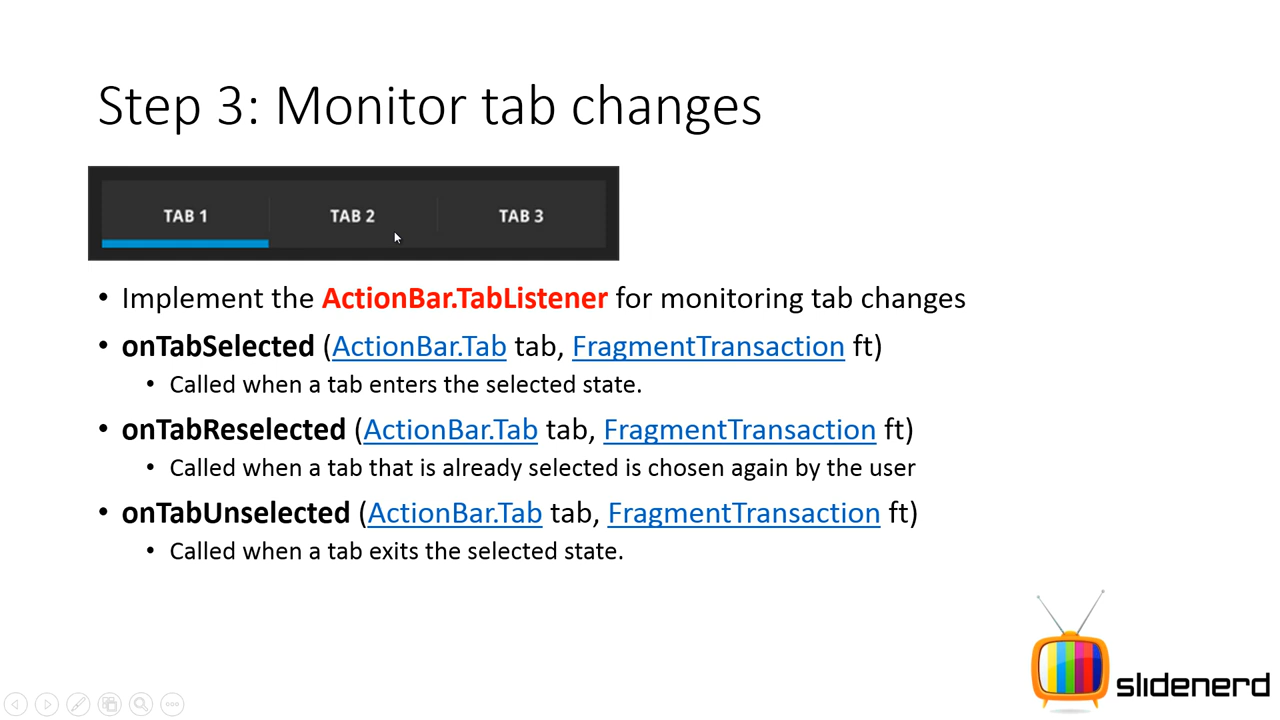 Step 3: Monitor tab changes
TAB 1 TAB 2 TAB 3
• Implement the ActionBar.TabListener for monitoring tab changes
• onTabSelected (ActionBar.Tab tab, FragmentTransaction ft)
• Called when a tab enters the selected state.
• onTabReselected (ActionBar.Tab tab, FragmentTransaction ft)
• Called when a tab that is already selected is chosen again by the user
• onTabUnselected (ActionBar.Tab tab, FragmentTransaction ft)
• Called when a tab exits the selected state.
slidenerd